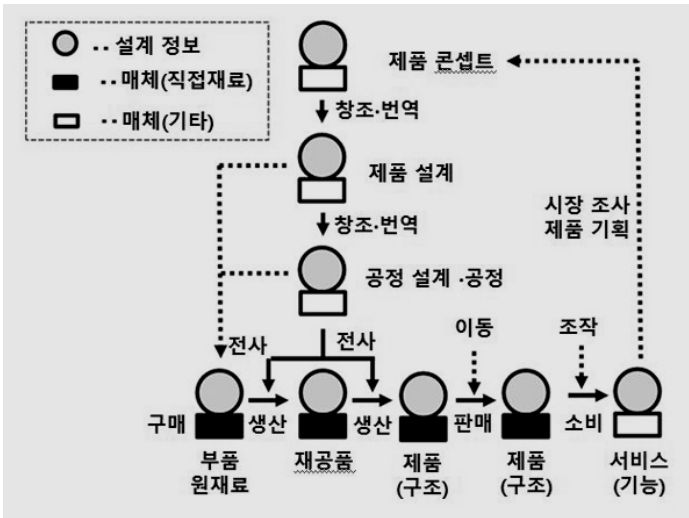 ·· 설계 정보
·· 매체(직접재료)
·· 매체(기타)
제품 콘셉트
창조·번역
제품 설계
창조·번역
시장 조사
제품 기획
공정 설계 ·공정
전사
전사
이동
조작
구매
생산
생산
판매
소비
부품
원재료
재공품
제품
(구조)
제품
(구조)
서비스
(기능)